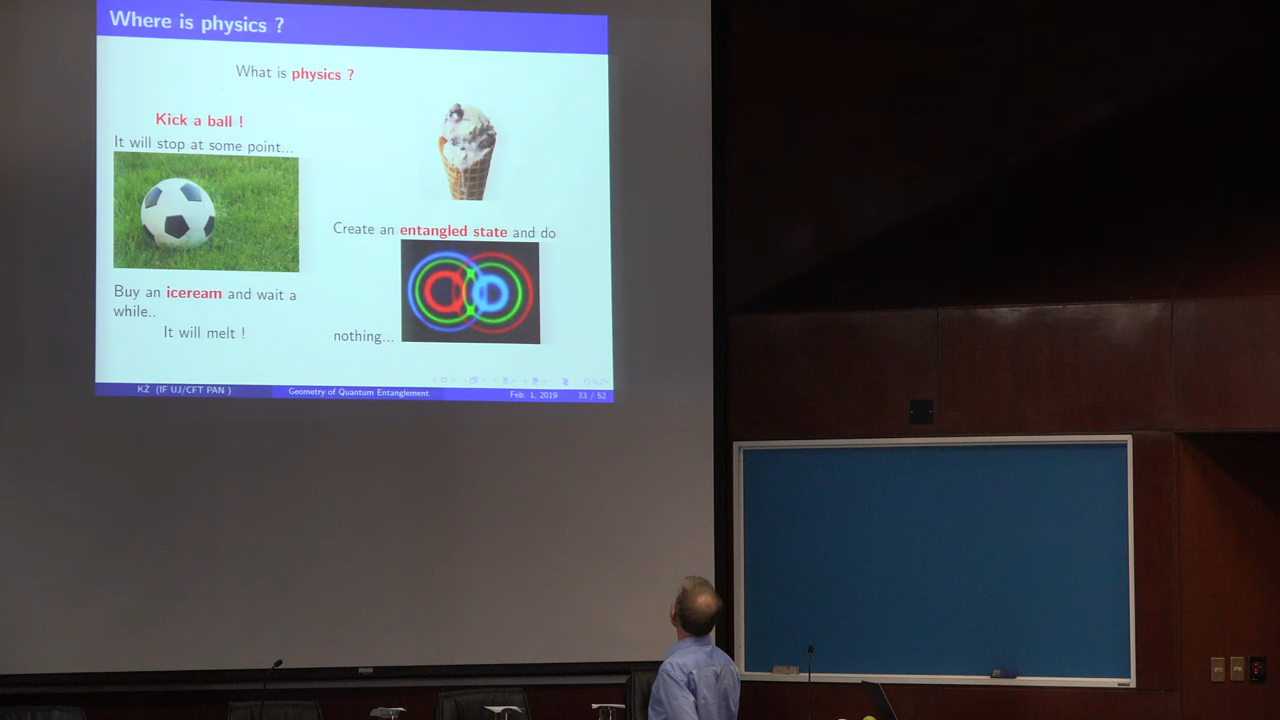 Where is physics ?
What is physics ?
Kick a ball !
It will stop at some point...
Buy an iceream and wait a
while..
It will melt !
Create an entangled state and do
nothing...
KŻ (IF UJ/CFT PAN )
Geometry of Quantum Entanglement
Feb. 1, 2019
33 / 52